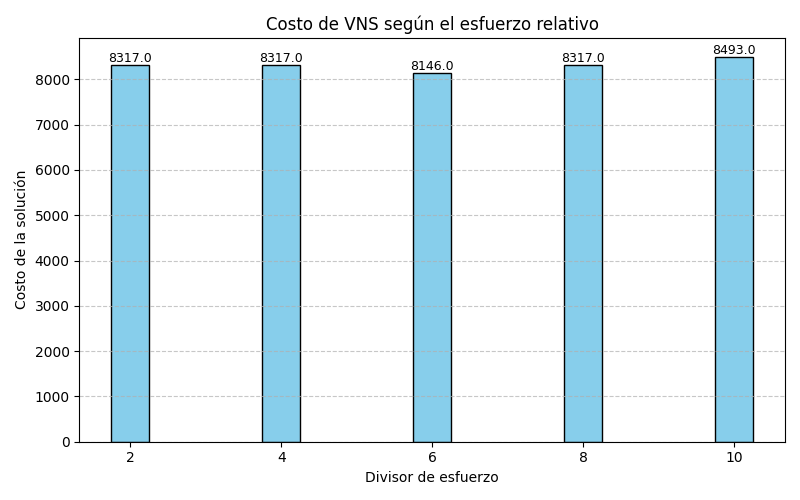 Costo de VNS según el esfuerzo relativo
8317.0 8317.0 8146.0 8317.0 8493.0
8000
7000
6000
5000
4000
3000
2000
1000
0
Costo de la solución
2 4 6 8 10
Divisor de esfuerzo